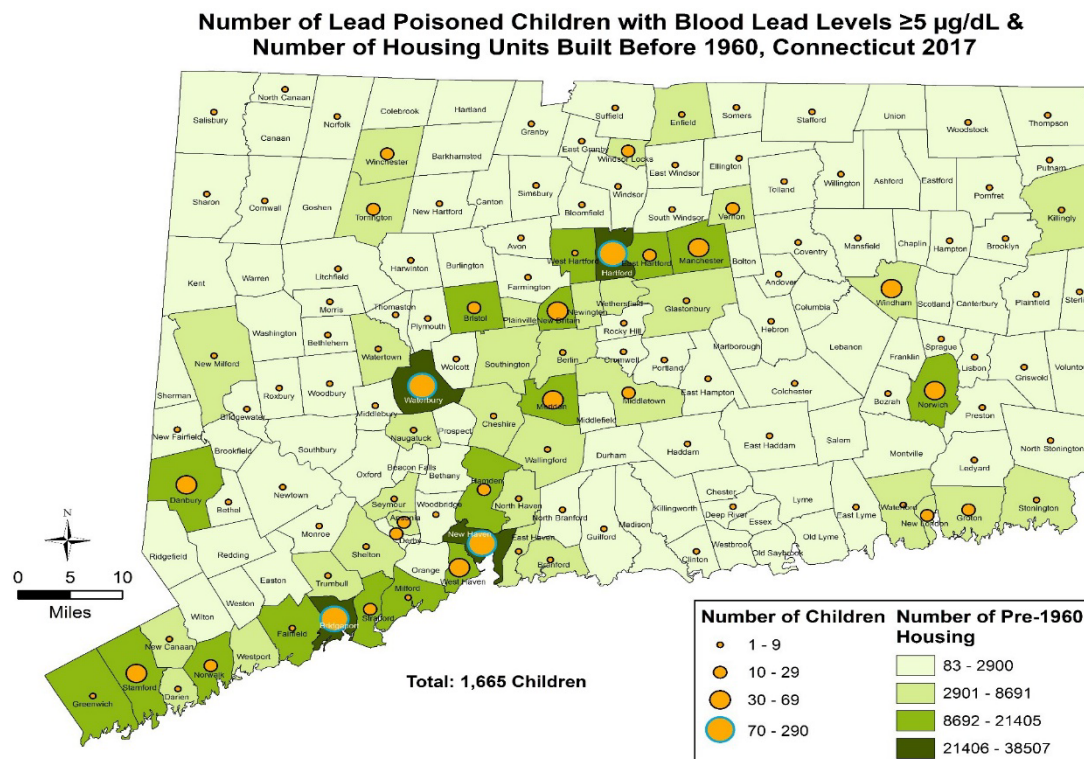 Number of Lead Poisoned Children with Blood Lead Levels ≥5 µg/dL &
Number of Housing Units Built Before 1960, Connecticut 2017
North Canaan
Salisbury
Canaan
Norfolk
Colebrook
Hartland
Granby
Suffield
East Granby
Windsor Locks
Enfield
Somers
Stafford
Union
Woodstock
Thompson
Winchester
Barkhamsted
East Windsor
Ellington
Willington
Ashford
Eastford
Putnam
Pomfret
Sharon
Cornwall
Goshen
Torrington
New Hartford
Canton
Simsbury
Bloomfield
Windsor
South Windsor
Vernon
Tolland
Killingly
Avon
West Hartford
Hartford
East Hartford
Manchester
Bolton
Coventry
Mansfield
Chaplin
Hampton
Brooklyn
Kent
Warren
Litchfield
Harwinton
Burlington
Farmington
Andover
Columbia
Windham
Scotland
Canterbury
Plainfield
Sterli
Morris
Thomaston
Plymouth
Bristol
Plainville
New Britain
Newington
Wethersfield
Glastonbury
Rocky Hill
Hebron
Washington
Bethlehem
Watertown
Wolcott
Southington
Berlin
Cromwell
Portland
Marlborough
Lebanon
Franklin
Sprague
Lisbon
Griswold
Volunto
New Milford
Sherman
Roxbury
Woodbury
Waterbury
Meriden
Middletown
East Hampton
Colchester
Bozrah
Norwich
Preston
Bridgewater
Middlebury
Prospect
Cheshire
Middlefield
New Fairfield
Brookfield
Southbury
Naugatuck
Wallingford
Durham
Haddam
East Haddam
Salem
Montville
Ledyard
North Stonington
Oxford
Beacon Falls
Bethany
Danbury
Bethel
Newtown
Seymour
Woodbridge
Hamden
North Haven
North Branford
Guilford
Madison
Killingworth
Chester
Deep River
Essex
Lyme
East Lyme
Waterford
New London
Groton
Stonington
Ridgefield
Redding
Monroe
Ansonia
Derby
New Haven
East Haven
Branford
Clinton
Westbrook
Old Saybrook
Old Lyme
Shelton
Orange
West Haven
Easton
Trumbull
Milford
Weston
Wilton
Bridgeport
Stratford
Fairfield
New Canaan
Westport
Norwalk
Stamford
Darien
Greenwich
N
0 5 10
Miles
Total: 1,665 Children
Number of Children
1 - 9
10 - 29
30 - 69
70 - 290
Number of Pre-1960
Housing
83 - 2900
2901 - 8691
8692 - 21405
21406 - 38507